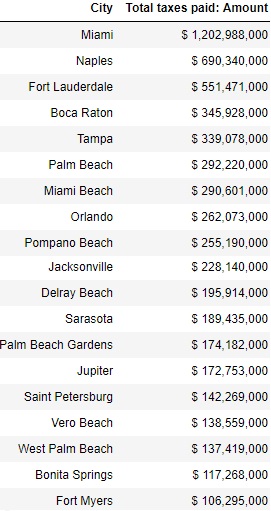 City Total taxes paid: Amount
Miami $ 1,202,988,000
Naples $ 690,340,000
Fort Lauderdale $ 551,471,000
Boca Raton $ 345,928,000
Tampa $ 339,078,000
Palm Beach $ 292,220,000
Miami Beach $ 290,601,000
Orlando $ 262,073,000
Pompano Beach $ 255,190,000
Jacksonville $ 228,140,000
Delray Beach $ 195,914,000
Sarasota $ 189,435,000
Palm Beach Gardens $ 174,182,000
Jupiter $ 172,753,000
Saint Petersburg $ 142,269,000
Vero Beach $ 138,559,000
West Palm Beach $ 137,419,000
Bonita Springs $ 117,268,000
Fort Myers $ 106,295,000